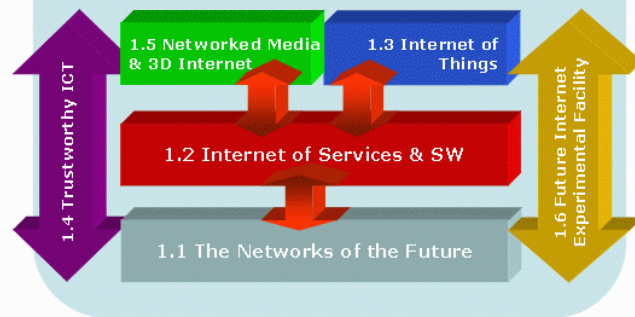 1.5 Networked Media
& 3D Internet
1.3 Internet of
Things
1.4 Trustworthy ICT
1.2 Internet of Services & SW
1.6 Future Internet
Experimental Facility
1.1 The Networks of the Future